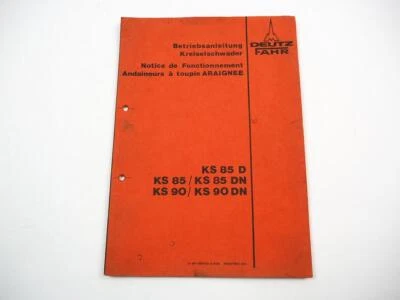 Betriebsanleitung
Kreiselschwader
Notice de Fonctionnement
Andaineurs à toupie ARAIGNEE
DEUTZ
FAHR
KS 85 D
KS 85/KS 85 DN
KS 90/KS 90 DN